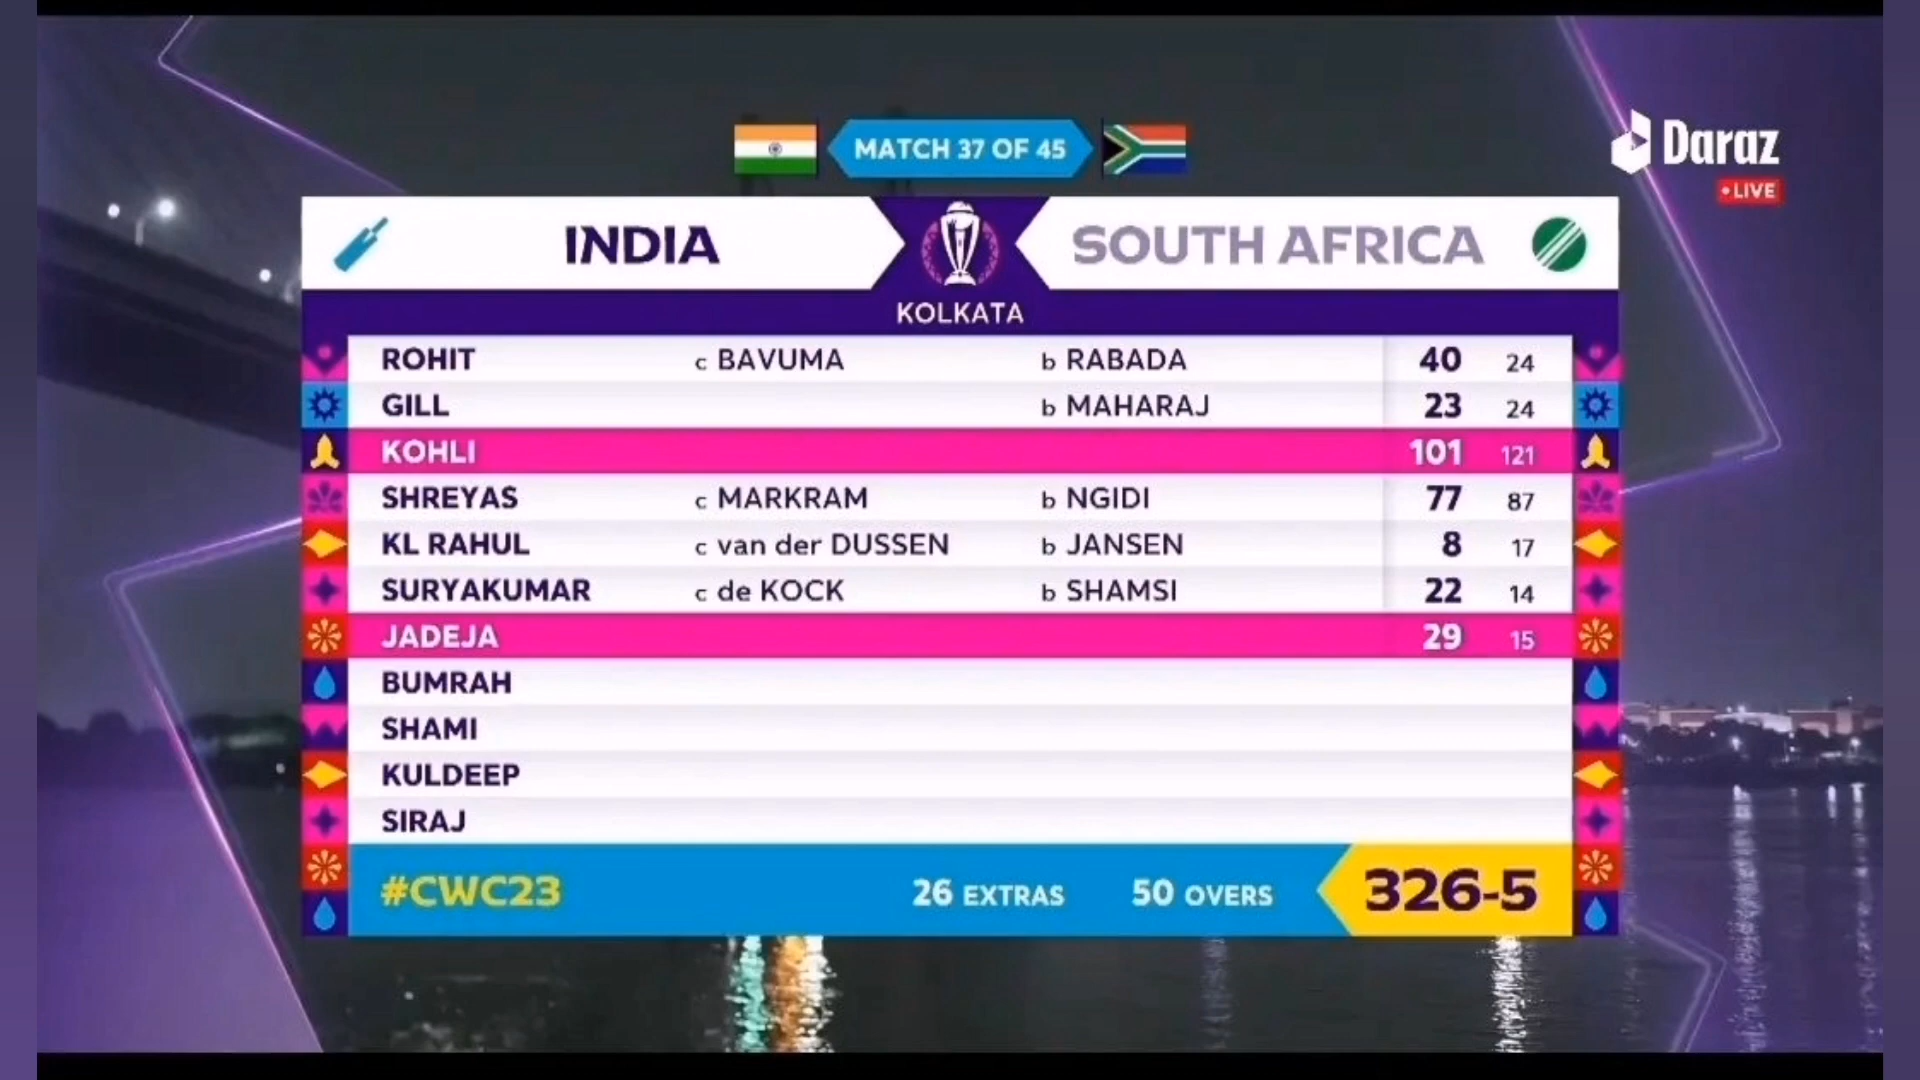 MATCH 37 OF 45
Daraz
LIVE
INDIA SOUTH AFRICA
KOLKATA
ROHIT c BAVUMA b RABADA 40 24
GILL b MAHARAJ 23 24
KOHLI 101 121
SHREYAS c MARKRAM b NGIDI 77 87
KL RAHUL c van der DUSSEN b JANSEN 8 17
SURYAKUMAR c de KOCK b SHAMSI 22 14
JADEJA 29 15
BUMRAH
SHAMI
KULDEEP
SIRAJ
#CWC23 26 EXTRAS 50 OVERS 326-5